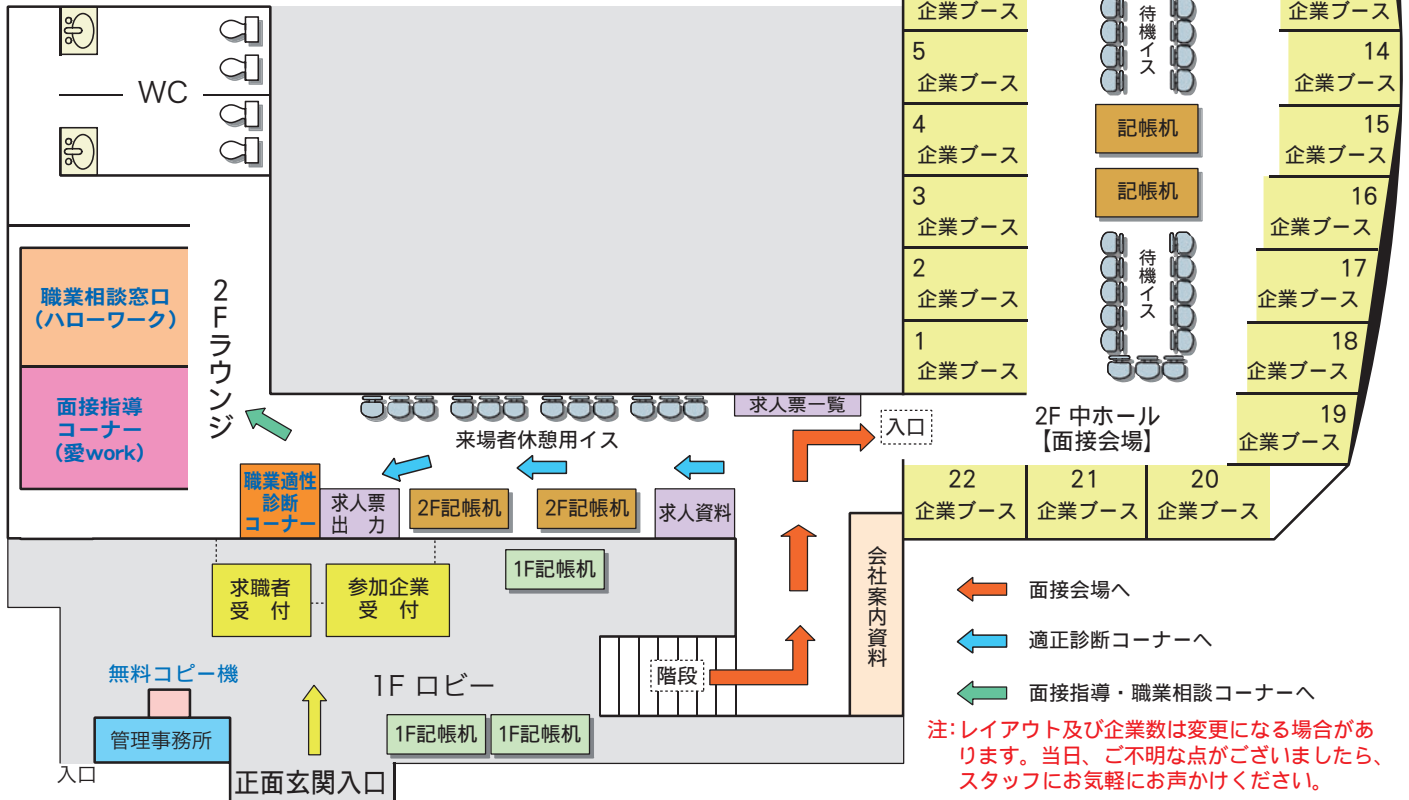 企業ブース
5
企業ブース
4
企業ブース
3
企業ブース
2
企業ブース
1
企業ブース
待機イス
記帳机
記帳机
待機イス
企業ブース
14
企業ブース
15
企業ブース
16
企業ブース
17
企業ブース
18
企業ブース
19
企業ブース
22
企業ブース
21
企業ブース
20
企業ブース
2F 中ホール
【面接会場】
WC
職業相談窓口
(ハローワーク)
面接指導
コーナー
(愛work)
2Fラウンジ
来場者休憩用イス
求人票一覧
入口
職業適性
診断
コーナー
求人票
出 力
2F記帳机
2F記帳机
求人資料
求職者
受 付
参加企業
受 付
1F記帳机
会社案内資料
階段
無料コピー機
管理事務所
1F ロビー
1F記帳机
1F記帳机
入口
正面玄関入口
面接会場へ
適正診断コーナーへ
面接指導・職業相談コーナーへ
注:レイアウト及び企業数は変更になる場合があ
ります。当日、ご不明な点がございましたら、
スタッフにお気軽にお声かけください。